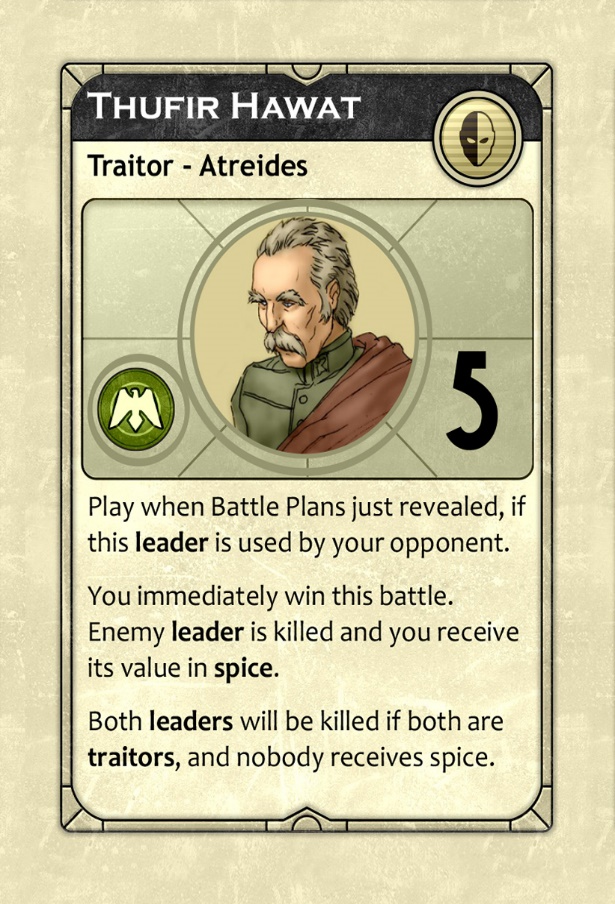 Thufir Hawat
Traitor - Atreides
5
Play when Battle Plans just revealed, if
this leader is used by your opponent.
You immediately win this battle.
Enemy leader is killed and you receive
its value in spice.
Both leaders will be killed if both are
traitors, and nobody receives spice.